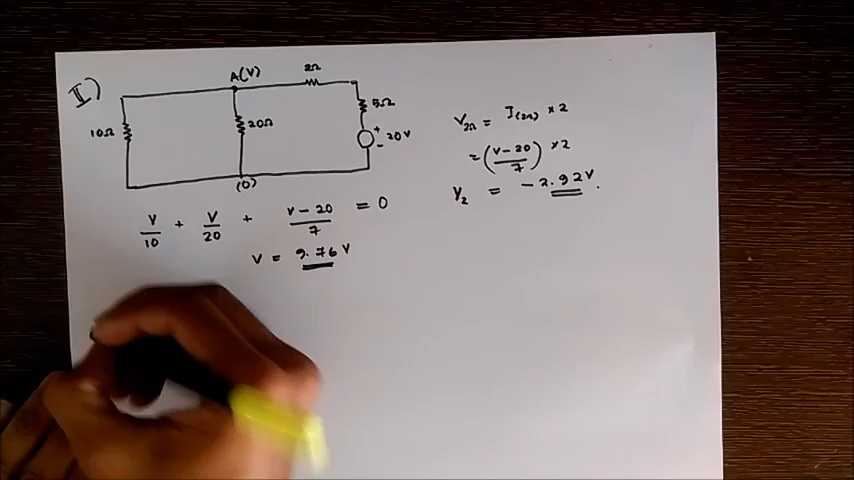 II)
A(V)
2Ω
10Ω
20Ω
5Ω
+
-
20V
(0)
V/10 + V/20 + V-20/7 = 0
V = 9.76 V
V2Ω = I(2Ω) × 2
= (V-20/7) × 2
V2 = -2.92V.